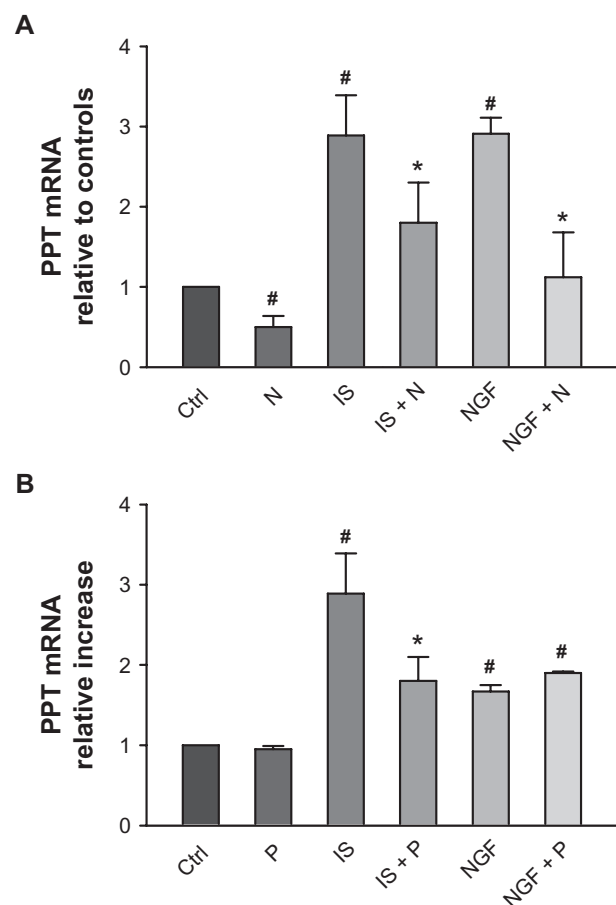 A
PPT mRNA
relative to controls
4
3
2
1
0
#
#
*
#
*
Ctrl
N
IS
IS + N
NGF
NGF + N
B
PPT mRNA
relative increase
4
3
2
1
0
#
*
#
#
Ctrl
P
IS
IS + P
NGF
NGF + P